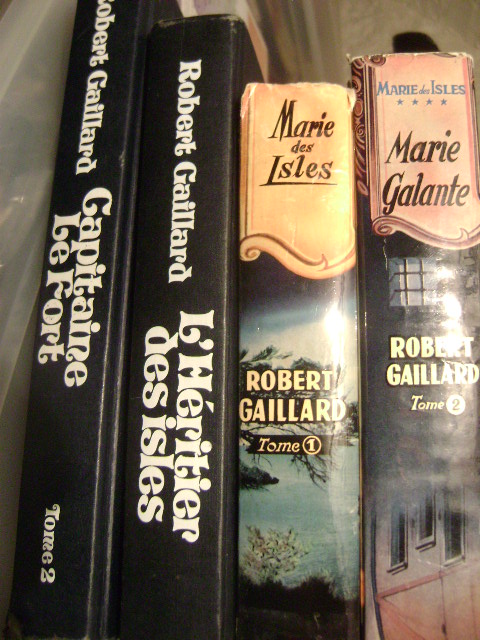 Robert Gaillard
Capitaine
Le Fort
Tome 2
Robert Gaillard
L'Héritier
des isles
Marie
des
Isles
ROBERT
GAILLARD
Tome 1
MARIE des ISLES
****
Marie
Galante
ROBERT
GAILLARD
Tome 2